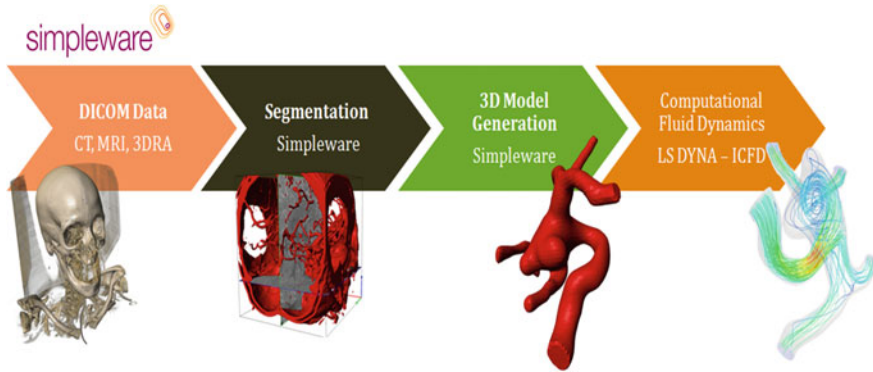 simpleware
DICOM Data
CT, MRI, 3DRA
Segmentation
Simpleware
3D Model
Generation
Simpleware
Computational
Fluid Dynamics
LS DYNA – ICFD